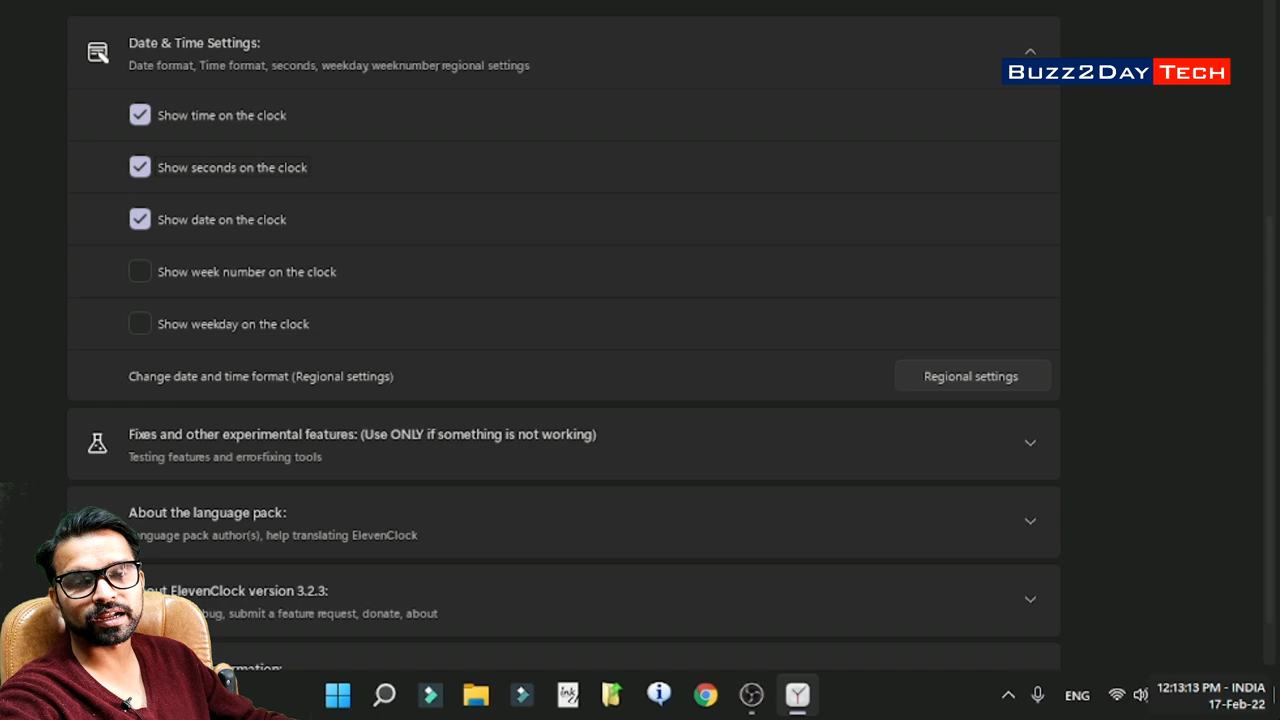 Date & Time Settings:
Date format, Time format, seconds, weekday, weeknumber, regional settings
BUZZ2DAY TECH
Show time on the clock
Show seconds on the clock
Show date on the clock
Show week number on the clock
Show weekday on the clock
Change date and time format (Regional settings)
Regional settings
Fixes and other experimental features: (Use ONLY if something is not working)
Testing features and error-fixing tools
About the language pack:
anguage pack author(s), help translating ElevenClock
out ElevenClock version 3.2.3:
bug, submit a feature request, donate, about
rmation:
ink
ENG
12:13:13 PM - INDIA
17-Feb-22